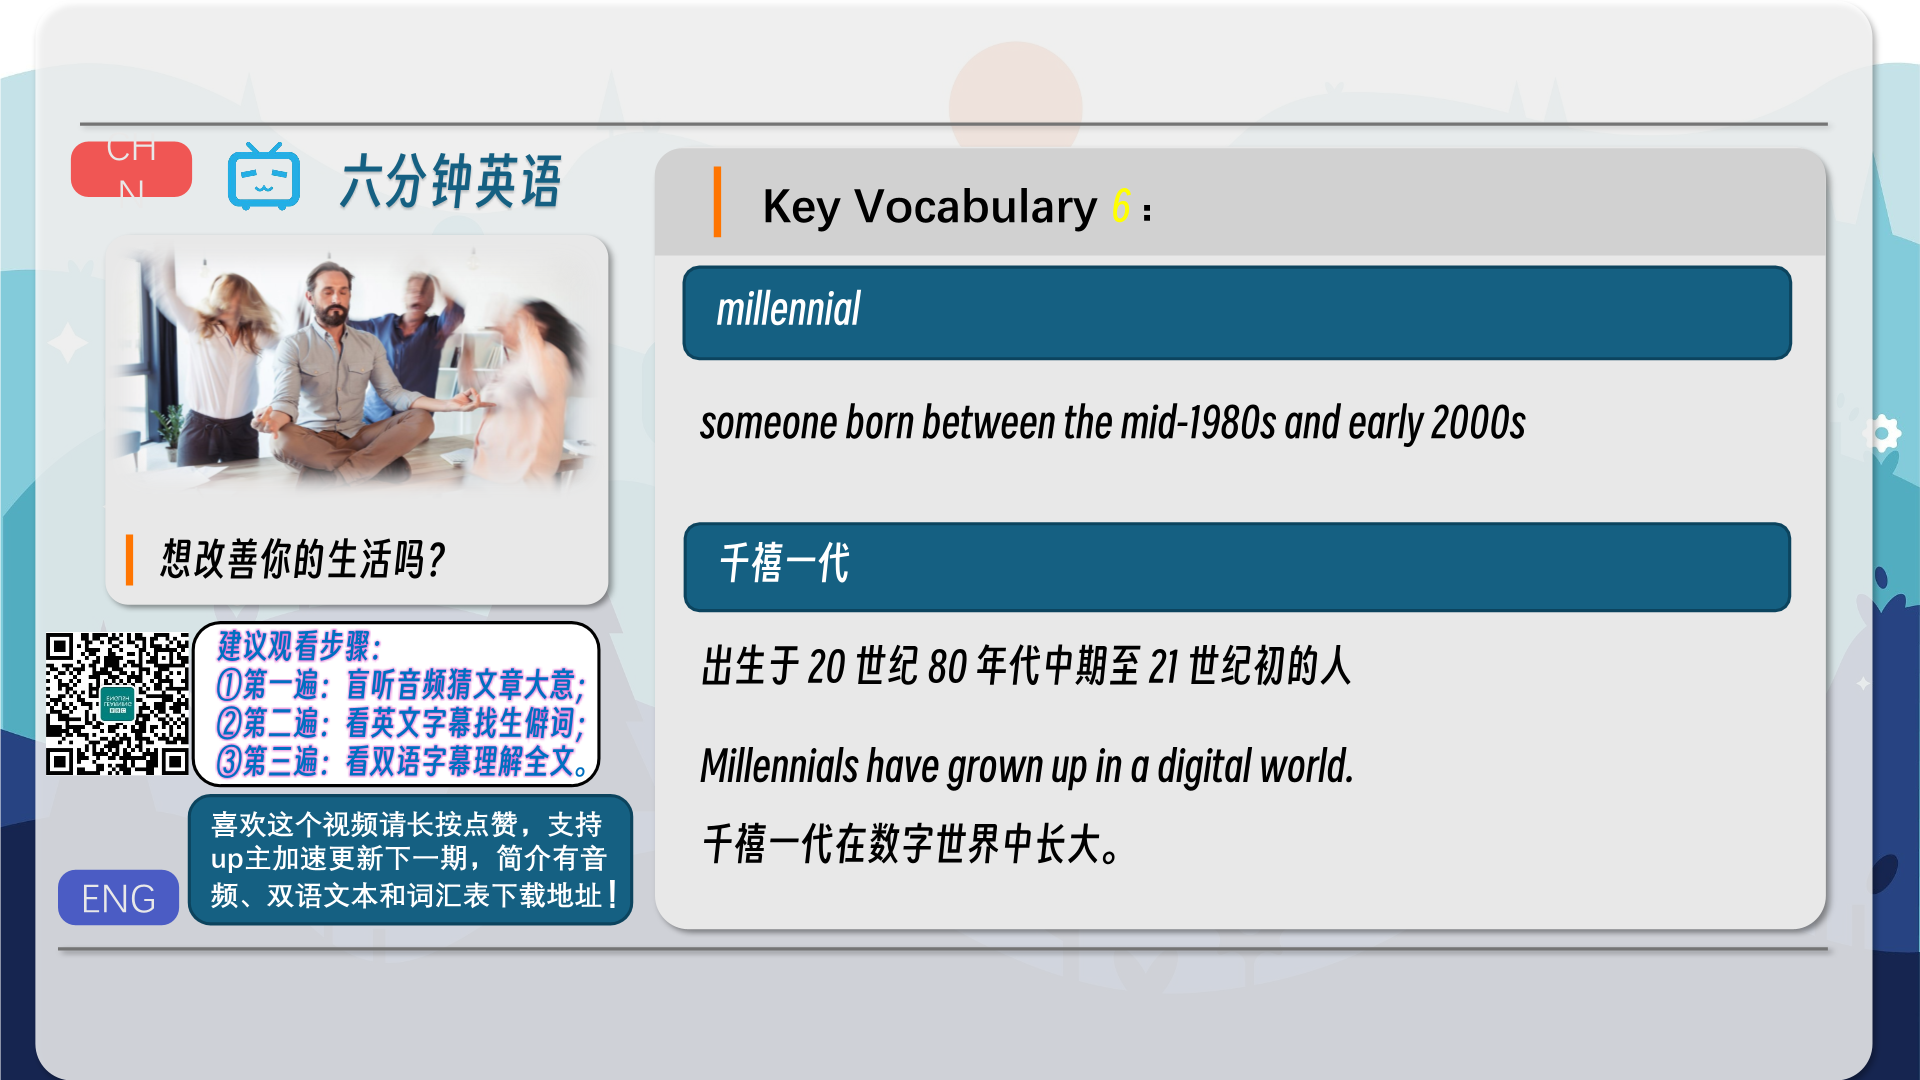 CH
N
六分钟英语
想改善你的生活吗？
建议观看步骤：
①第一遍：盲听音频猜文章大意；
②第二遍：看英文字幕找生僻词；
③第三遍：看双语字幕理解全文。
喜欢这个视频请长按点赞，支持
up主加速更新下一期，简介有音
频、双语文本和词汇表下载地址！
ENG
Key Vocabulary 6：
millennial
someone born between the mid-1980s and early 2000s
千禧一代
出生于 20 世纪 80 年代中期至 21 世纪初的人
Millennials have grown up in a digital world.
千禧一代在数字世界中长大。